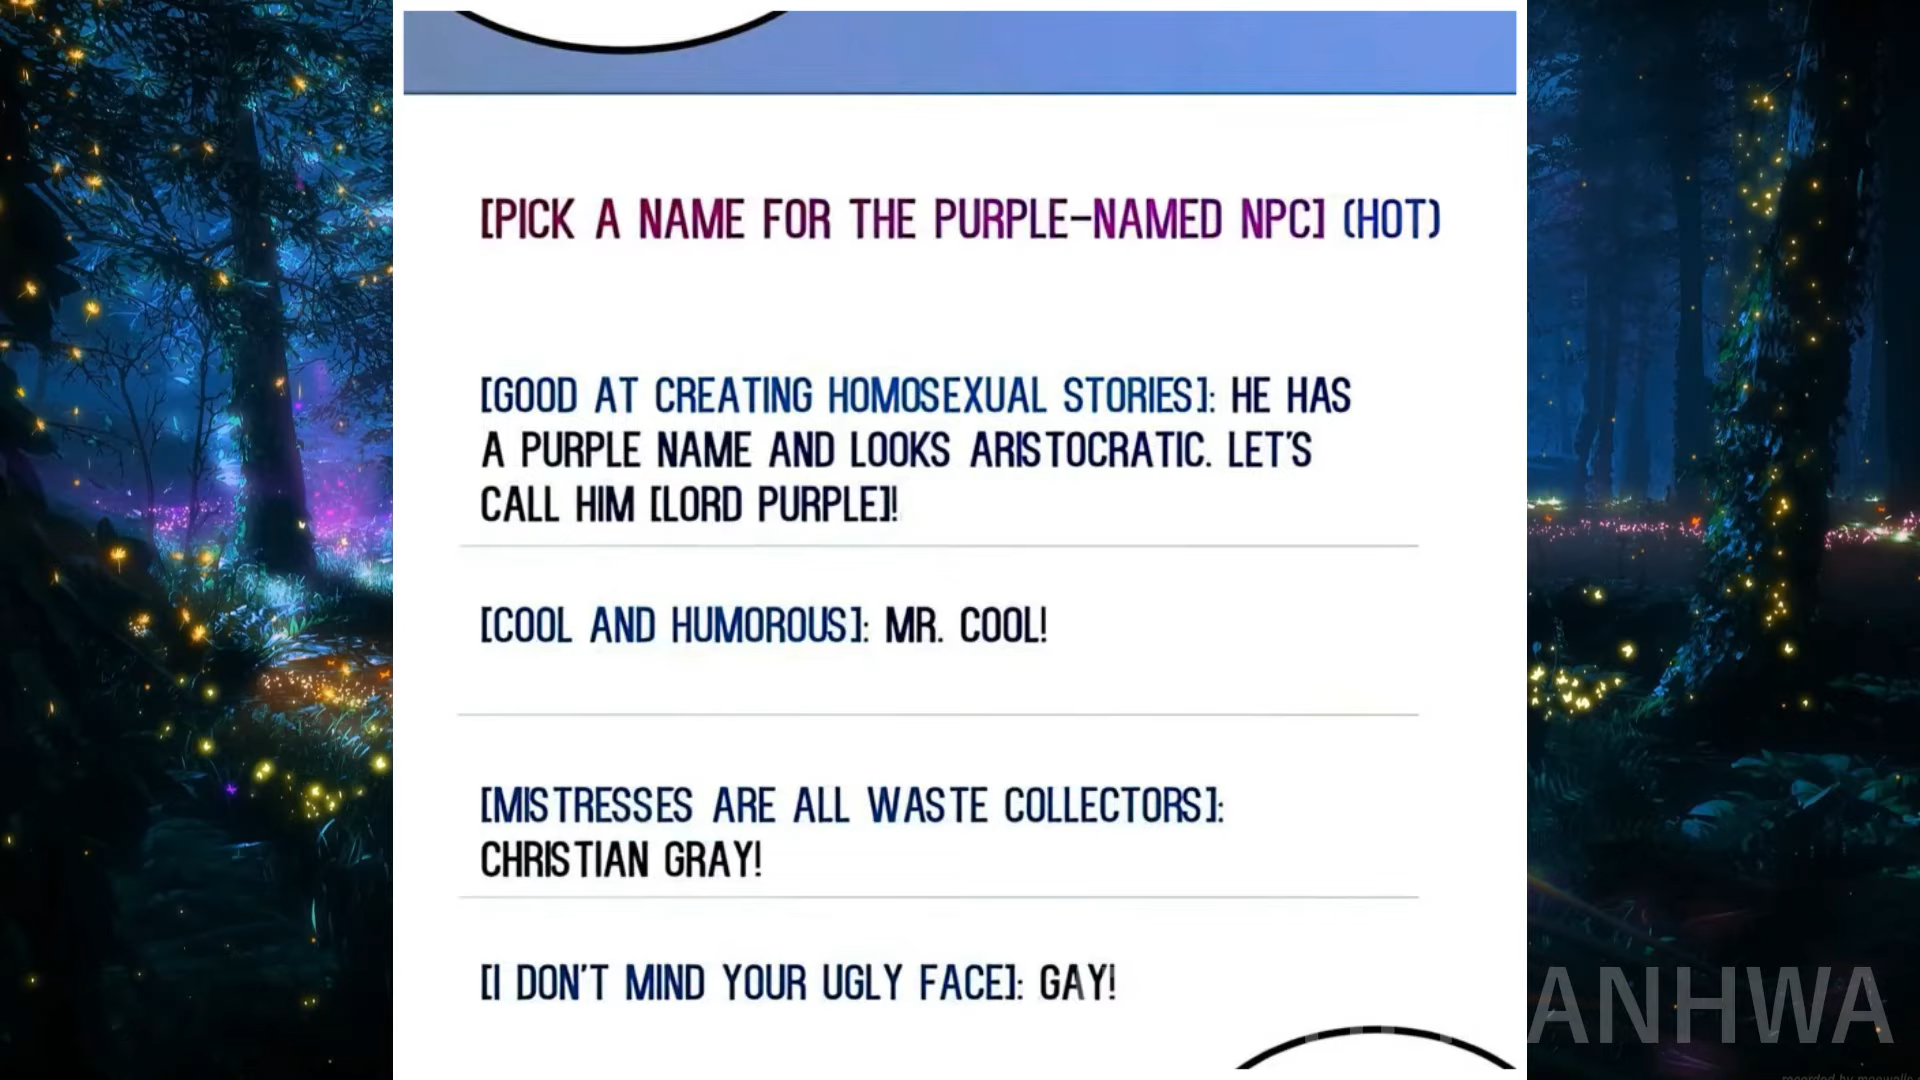 [PICK A NAME FOR THE PURPLE-NAMED NPC] (HOT)
[GOOD AT CREATING HOMOSEXUAL STORIES]: HE HAS
A PURPLE NAME AND LOOKS ARISTOCRATIC. LET'S
CALL HIM [LORD PURPLE]!
[COOL AND HUMOROUS]: MR. COOL!
[MISTRESSES ARE ALL WASTE COLLECTORS]:
CHRISTIAN GRAY!
[I DON'T MIND YOUR UGLY FACE]: GAY!
ANHWA